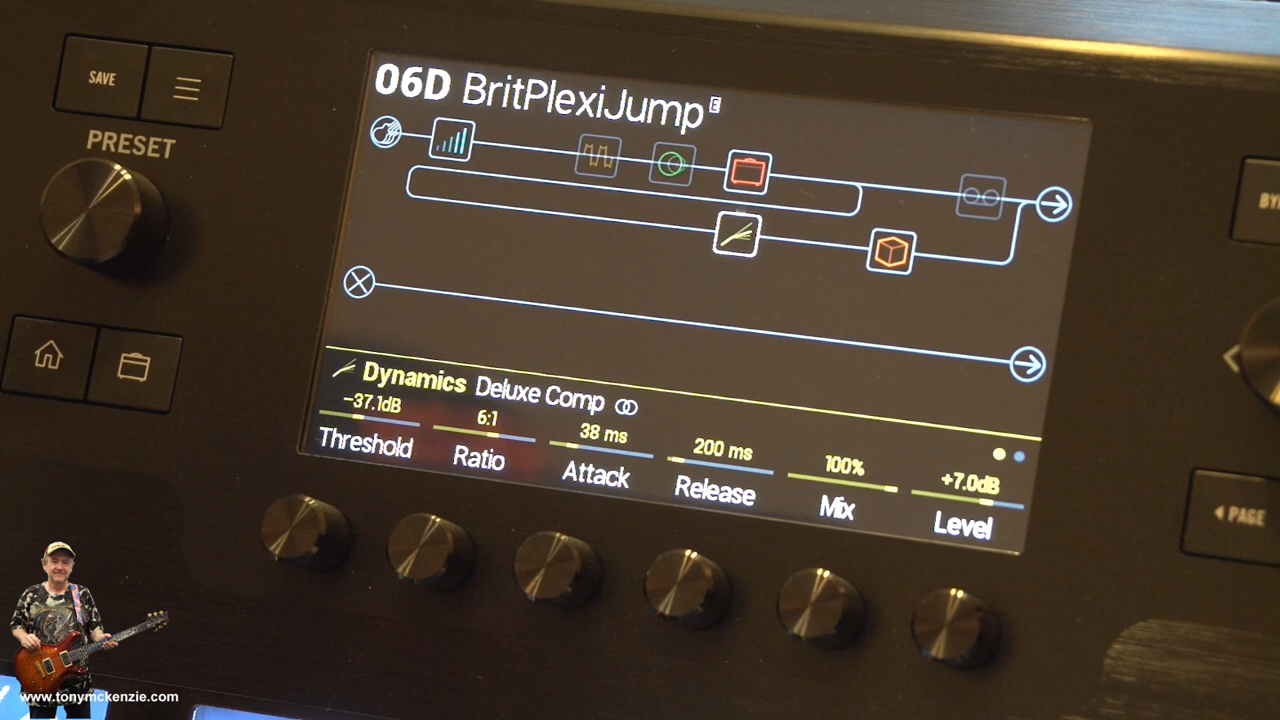 SAVE
PRESET
06D BritPlexiJump E
Dynamics Deluxe Comp
-37.1dB 6:1 38 ms 200 ms 100% +7.0dB
Threshold Ratio Attack Release Mix Level
PAGE
www.tonymckenzie.com